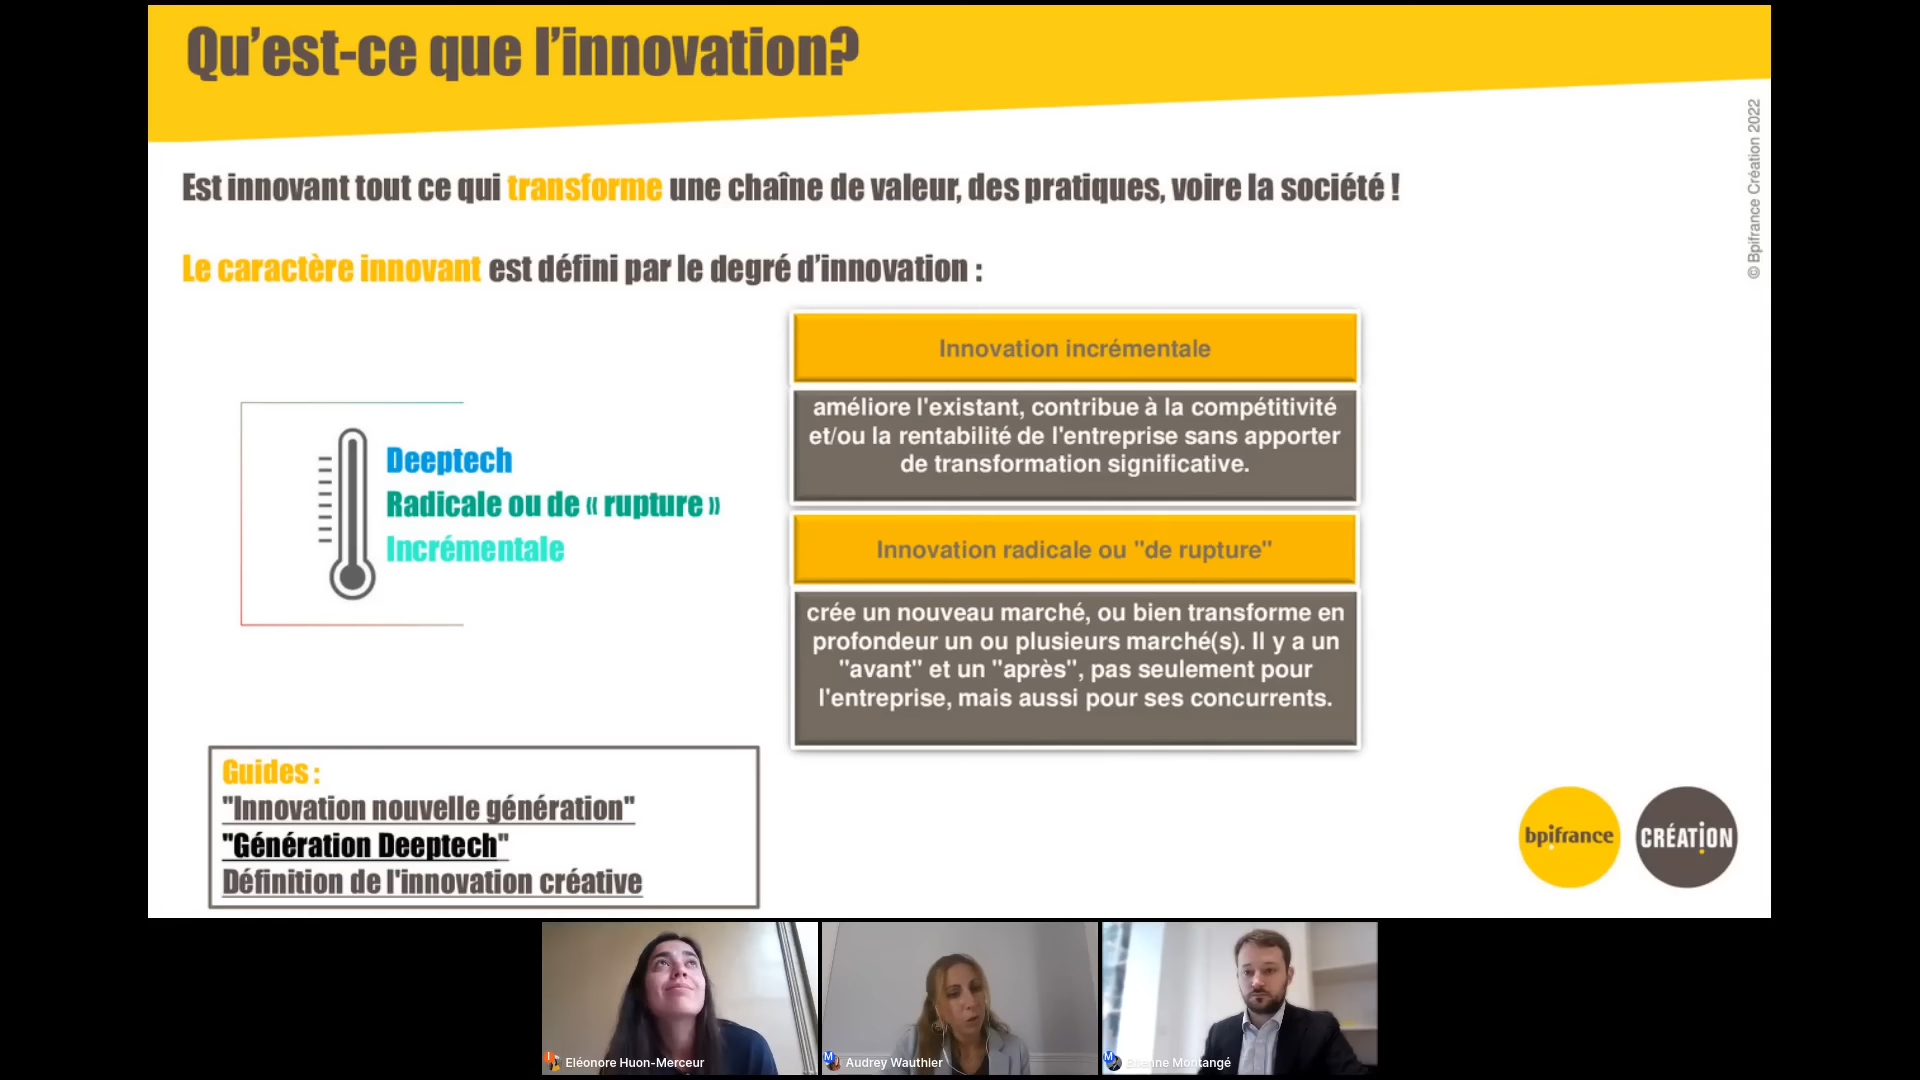 Qu’est-ce que l’innovation?
© Bpifrance Création 2022
Est innovant tout ce qui transforme une chaîne de valeur, des pratiques, voire la société !
Le caractère innovant est défini par le degré d’innovation :
Deeptech
Radicale ou de « rupture »
Incrémentale
Innovation incrémentale
améliore l'existant, contribue à la compétitivité
et/ou la rentabilité de l'entreprise sans apporter
de transformation significative.
Innovation radicale ou "de rupture"
crée un nouveau marché, ou bien transforme en
profondeur un ou plusieurs marché(s). Il y a un
"avant" et un "après", pas seulement pour
l'entreprise, mais aussi pour ses concurrents.
Guides :
"Innovation nouvelle génération"
"Génération Deeptech"
Définition de l'innovation créative
bpifrance
CRÉATION
Eléonore Huon-Merceur
M Audrey Wauthier
M Montangé